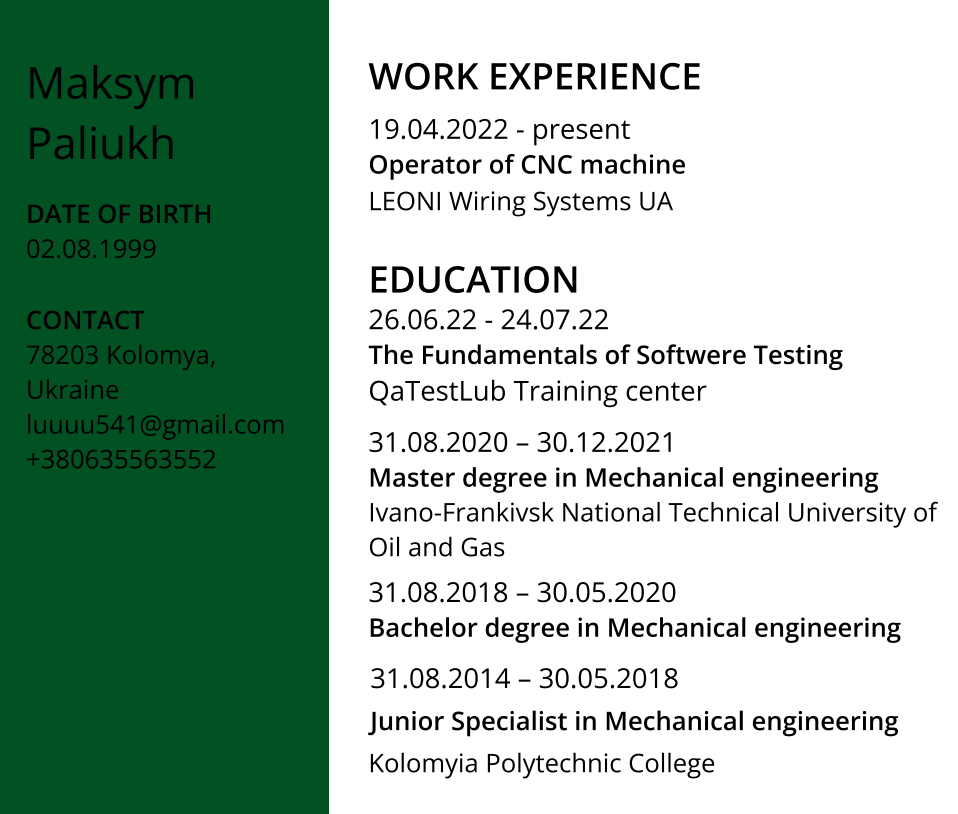 Maksym
Paliukh
DATE OF BIRTH
02.08.1999
CONTACT
78203 Kolomya,
Ukraine
luuuu541@gmail.com
+380635563552
WORK EXPERIENCE
19.04.2022 - present
Operator of CNC machine
LEONI Wiring Systems UA
EDUCATION
26.06.22 - 24.07.22
The Fundamentals of Softwere Testing
QaTestLub Training center
31.08.2020 – 30.12.2021
Master degree in Mechanical engineering
Ivano-Frankivsk National Technical University of
Oil and Gas
31.08.2018 – 30.05.2020
Bachelor degree in Mechanical engineering
31.08.2014 – 30.05.2018
Junior Specialist in Mechanical engineering
Kolomyia Polytechnic College